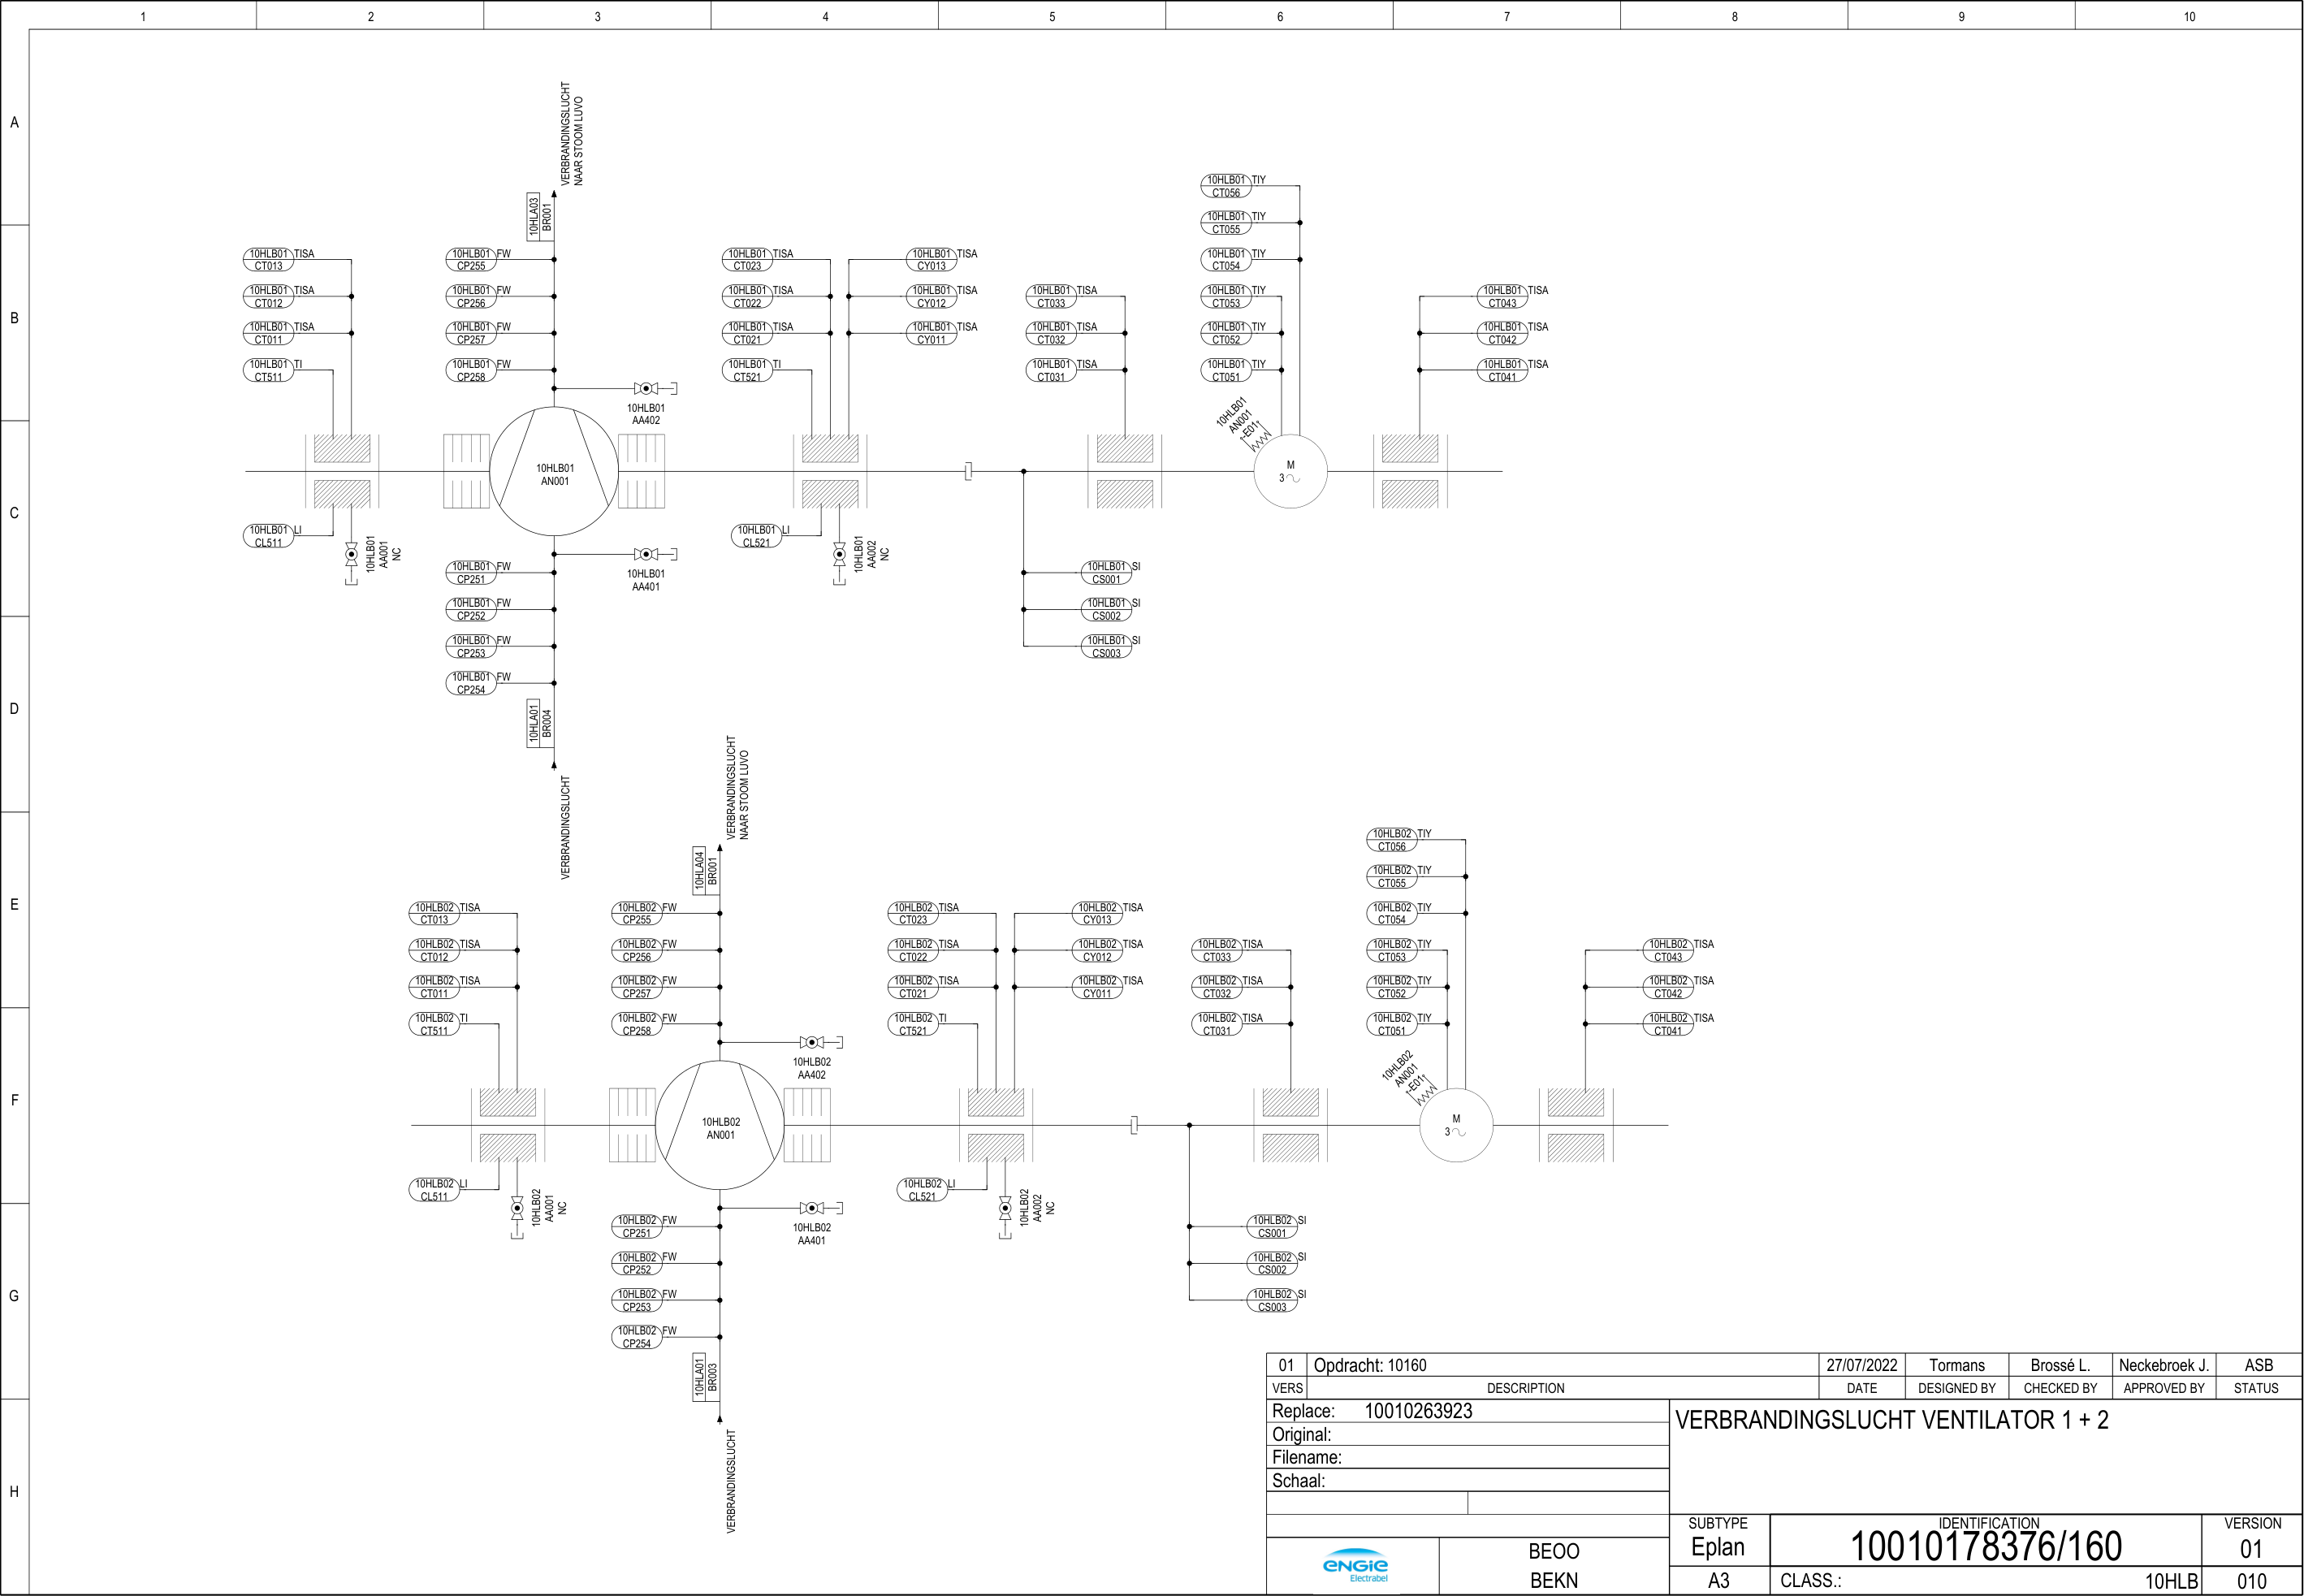 1 2 3 4 5 6 7 8 9 10
A
B
C
D
E
F
G
H
VERBRANDINGSLUCHT
NAAR STOOM LUVO
10HLA03
BR001
10HLB01 TISA
CT013
10HLB01 TISA
CT012
10HLB01 TISA
CT011
10HLB01 TI
CT511
10HLB01 FW
CP255
10HLB01 FW
CP256
10HLB01 FW
CP257
10HLB01 FW
CP258
10HLB01
AA402
10HLB01 TISA
CT023
10HLB01 TISA
CT022
10HLB01 TISA
CT021
10HLB01 TI
CT521
10HLB01 TISA
CY013
10HLB01 TISA
CY012
10HLB01 TISA
CY011
10HLB01 TISA
CT033
10HLB01 TISA
CT032
10HLB01 TISA
CT031
10HLB01 TIY
CT056
10HLB01 TIY
CT055
10HLB01 TIY
CT054
10HLB01 TIY
CT053
10HLB01 TIY
CT052
10HLB01 TIY
CT051
10HLB01
AN001
-E01
10HLB01 TISA
CT043
10HLB01 TISA
CT042
10HLB01 TISA
CT041
10HLB01
AN001
M
3
10HLB01 LI
CL511
10HLB01
AA001
NC
10HLB01
AA401
10HLB01 LI
CL521
10HLB01
AA002
NC
10HLB01 FW
CP251
10HLB01 FW
CP252
10HLB01 FW
CP253
10HLB01 FW
CP254
10HLB01 SI
CS001
10HLB01 SI
CS002
10HLB01 SI
CS003
10HLA01
BR004
VERBRANDINGSLUCHT
VERBRANDINGSLUCHT
NAAR STOOM LUVO
10HLA04
BR001
10HLB02 TISA
CT013
10HLB02 TISA
CT012
10HLB02 TISA
CT011
10HLB02 TI
CT511
10HLB02 FW
CP255
10HLB02 FW
CP256
10HLB02 FW
CP257
10HLB02 FW
CP258
10HLB02
AA402
10HLB02 TISA
CT023
10HLB02 TISA
CT022
10HLB02 TISA
CT021
10HLB02 TI
CT521
10HLB02 TISA
CY013
10HLB02 TISA
CY012
10HLB02 TISA
CY011
10HLB02 TISA
CT033
10HLB02 TISA
CT032
10HLB02 TISA
CT031
10HLB02 TIY
CT056
10HLB02 TIY
CT055
10HLB02 TIY
CT054
10HLB02 TIY
CT053
10HLB02 TIY
CT052
10HLB02 TIY
CT051
10HLB02
AN001
-E01
10HLB02 TISA
CT043
10HLB02 TISA
CT042
10HLB02 TISA
CT041
10HLB02
AN001
M
3
10HLB02 LI
CL511
10HLB02
AA001
NC
10HLB02
AA401
10HLB02 LI
CL521
10HLB02
AA002
NC
10HLB02 FW
CP251
10HLB02 FW
CP252
10HLB02 FW
CP253
10HLB02 FW
CP254
10HLB02 SI
CS001
10HLB02 SI
CS002
10HLB02 SI
CS003
10HLA01
BR003
VERBRANDINGSLUCHT
01 Opdracht: 10160 27/07/2022 Tormans Brossé L. Neckebroek J. ASB
VERS DESCRIPTION DATE DESIGNED BY CHECKED BY APPROVED BY STATUS
Replace: 10010263923
Original:
Filename:
Schaal:
VERBRANDINGSLUCHT VENTILATOR 1 + 2
ENGIE
Electrabel
BEOO
BEKN
SUBTYPE IDENTIFICATION VERSION
Eplan 10010178376/160 01
A3 CLASS.: 10HLB 010